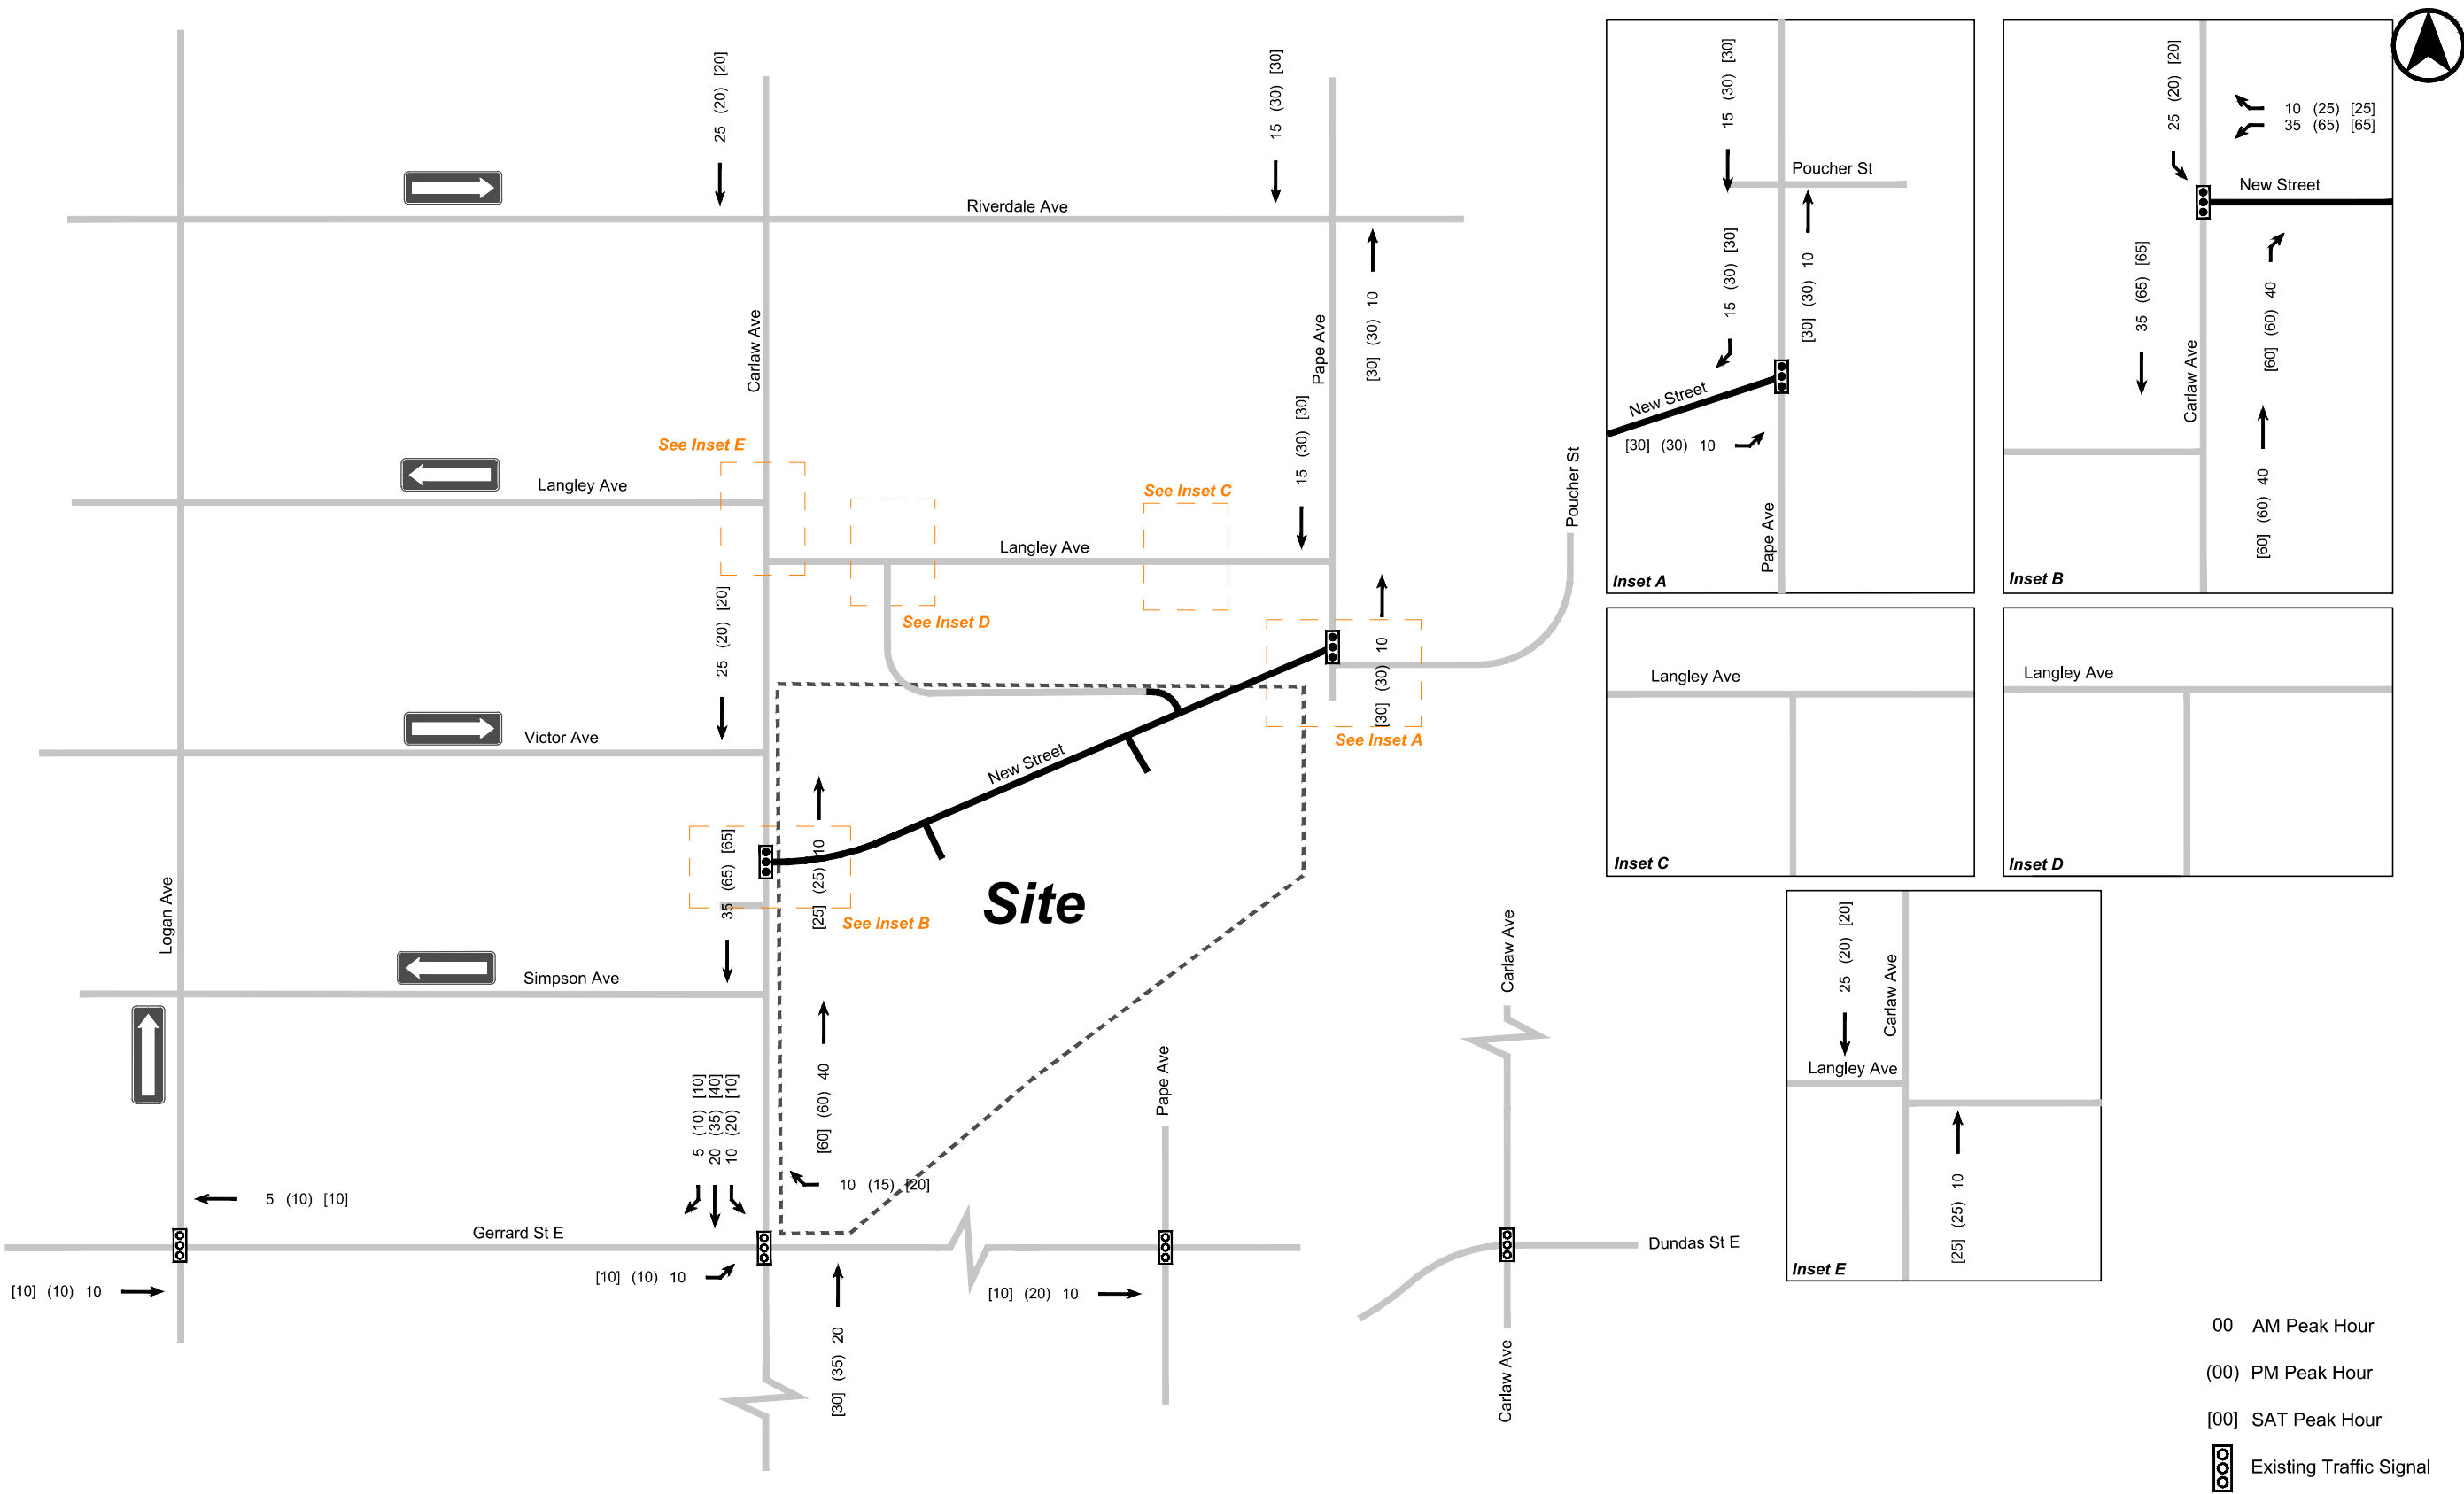 25 (20) [20]
15 (30) [30]
Riverdale Ave
Carlaw Ave
Pape Ave
[30] (30) 10
15 (30) [30]
See Inset E
Langley Ave
See Inset C
Langley Ave
Poucher St
See Inset D
25 (20) [20]
[30] (30) 10
See Inset A
Victor Ave
New Street
35 (65) [65]
[25] (25) 10
See Inset B
Site
Logan Ave
Simpson Ave
[60] (60) 40
5 (10) [10]
20 (35) [40]
10 (20) [10]
10 (15) [20]
5 (10) [10]
Gerrard St E
[10] (10) 10
[10] (10) 10
[30] (35) 20
[10] (20) 10
Pape Ave
Carlaw Ave
Dundas St E
Carlaw Ave
15 (30) [30]
Poucher St
15 (30) [30]
[30] (30) 10
New Street
[30] (30) 10
Pape Ave
Inset A
25 (20) [20]
10 (25) [25]
35 (65) [65]
New Street
35 (65) [65]
Carlaw Ave
[60] (60) 40
[60] (60) 40
Inset B
Langley Ave
Inset C
Langley Ave
Inset D
25 (20) [20]
Carlaw Ave
Langley Ave
[25] (25) 10
Inset E
00 AM Peak Hour
(00) PM Peak Hour
[00] SAT Peak Hour
Existing Traffic Signal